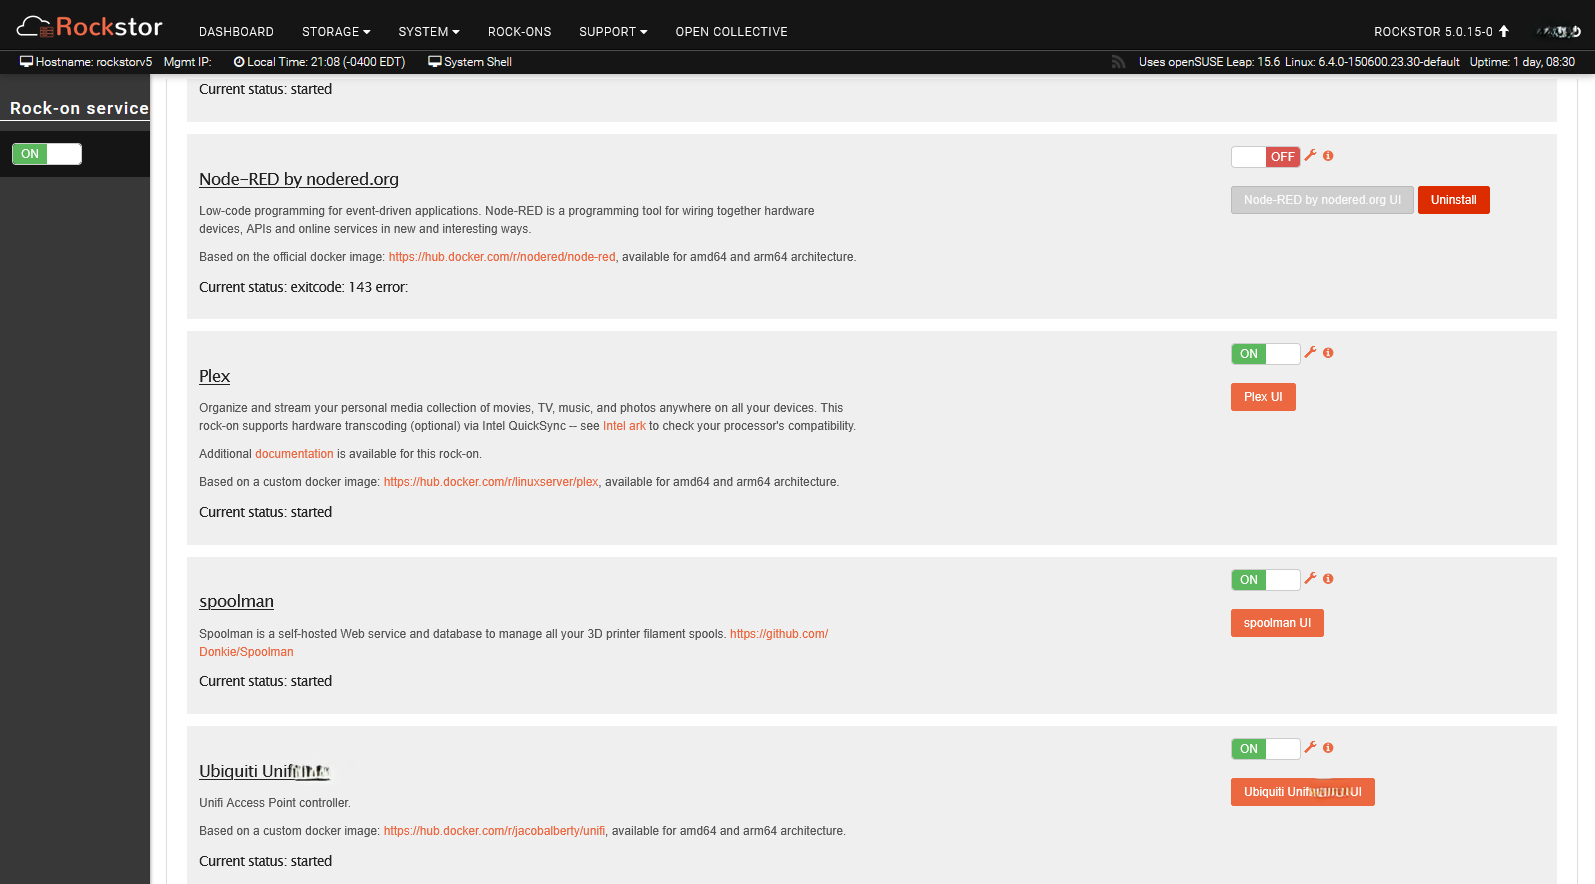 Rockstor DASHBOARD STORAGE SYSTEM ROCK-ONS SUPPORT OPEN COLLECTIVE ROCKSTOR 5.0.15-0
Hostname: rockstorv5 Mgmt IP: Local Time: 21:08 (-0400 EDT) System Shell Uses openSUSE Leap: 15.6 Linux: 6.4.0-150600.23.30-default Uptime: 1 day, 08:30
Rock-on service
ON
Current status: started
OFF
Node-RED by nodered.org
Node-RED by nodered.org UI Uninstall
Low-code programming for event-driven applications. Node-RED is a programming tool for wiring together hardware
devices, APIs and online services in new and interesting ways.
Based on the official docker image: https://hub.docker.com/r/nodered/node-red, available for amd64 and arm64 architecture.
Current status: exitcode: 143 error:
ON
Plex
Plex UI
Organize and stream your personal media collection of movies, TV, music, and photos anywhere on all your devices. This
rock-on supports hardware transcoding (optional) via Intel QuickSync -- see Intel ark to check your processor's compatibility.
Additional documentation is available for this rock-on.
Based on a custom docker image: https://hub.docker.com/r/linuxserver/plex, available for amd64 and arm64 architecture.
Current status: started
ON
spoolman
spoolman UI
Spoolman is a self-hosted Web service and database to manage all your 3D printer filament spools. https://github.com/
Donkie/Spoolman
Current status: started
ON
Ubiquiti Unifi
Ubiquiti Unifi UI
Unifi Access Point controller.
Based on a custom docker image: https://hub.docker.com/r/jacobalberty/unifi, available for amd64 and arm64 architecture.
Current status: started